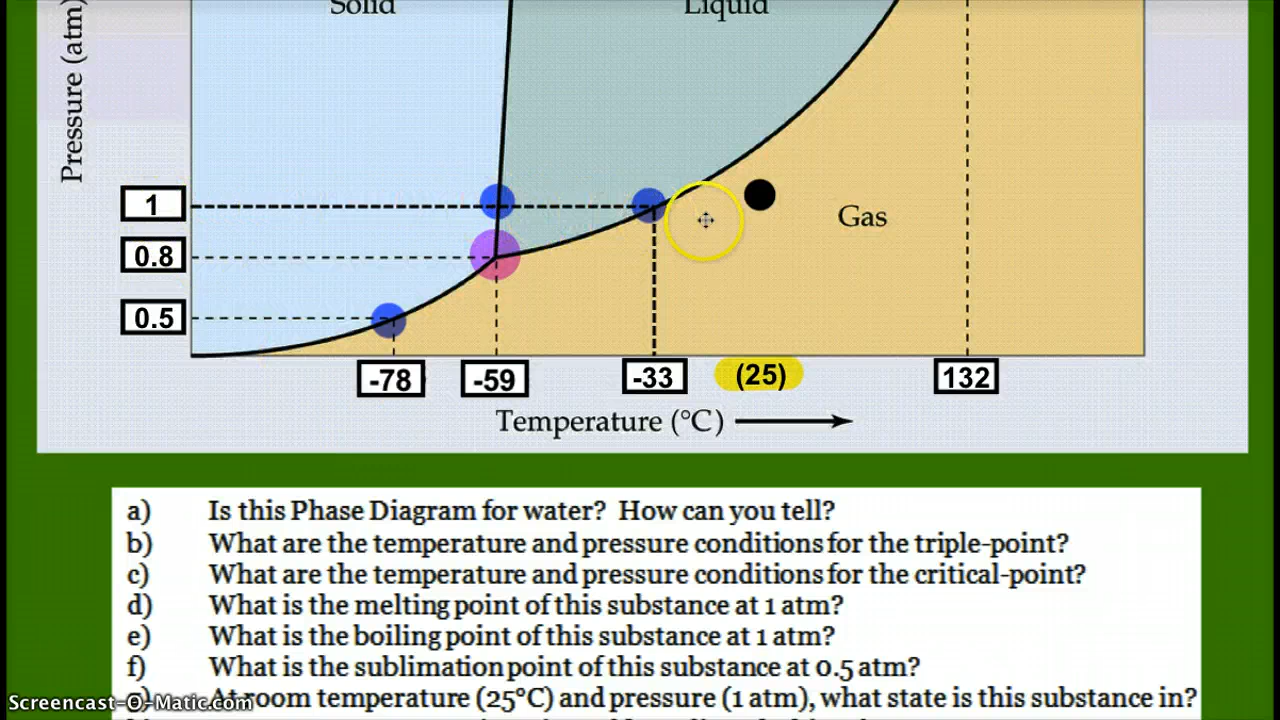 Solid
Liquid
Pressure (atm)
1
0.8
0.5
Gas
-78
-59
-33
(25)
132
Temperature (°C)
a) Is this Phase Diagram for water? How can you tell?
b) What are the temperature and pressure conditions for the triple-point?
c) What are the temperature and pressure conditions for the critical-point?
d) What is the melting point of this substance at 1 atm?
e) What is the boiling point of this substance at 1 atm?
f) What is the sublimation point of this substance at 0.5 atm?
At room temperature (25°C) and pressure (1 atm), what state is this substance in?
Screencast-O-Matic.com